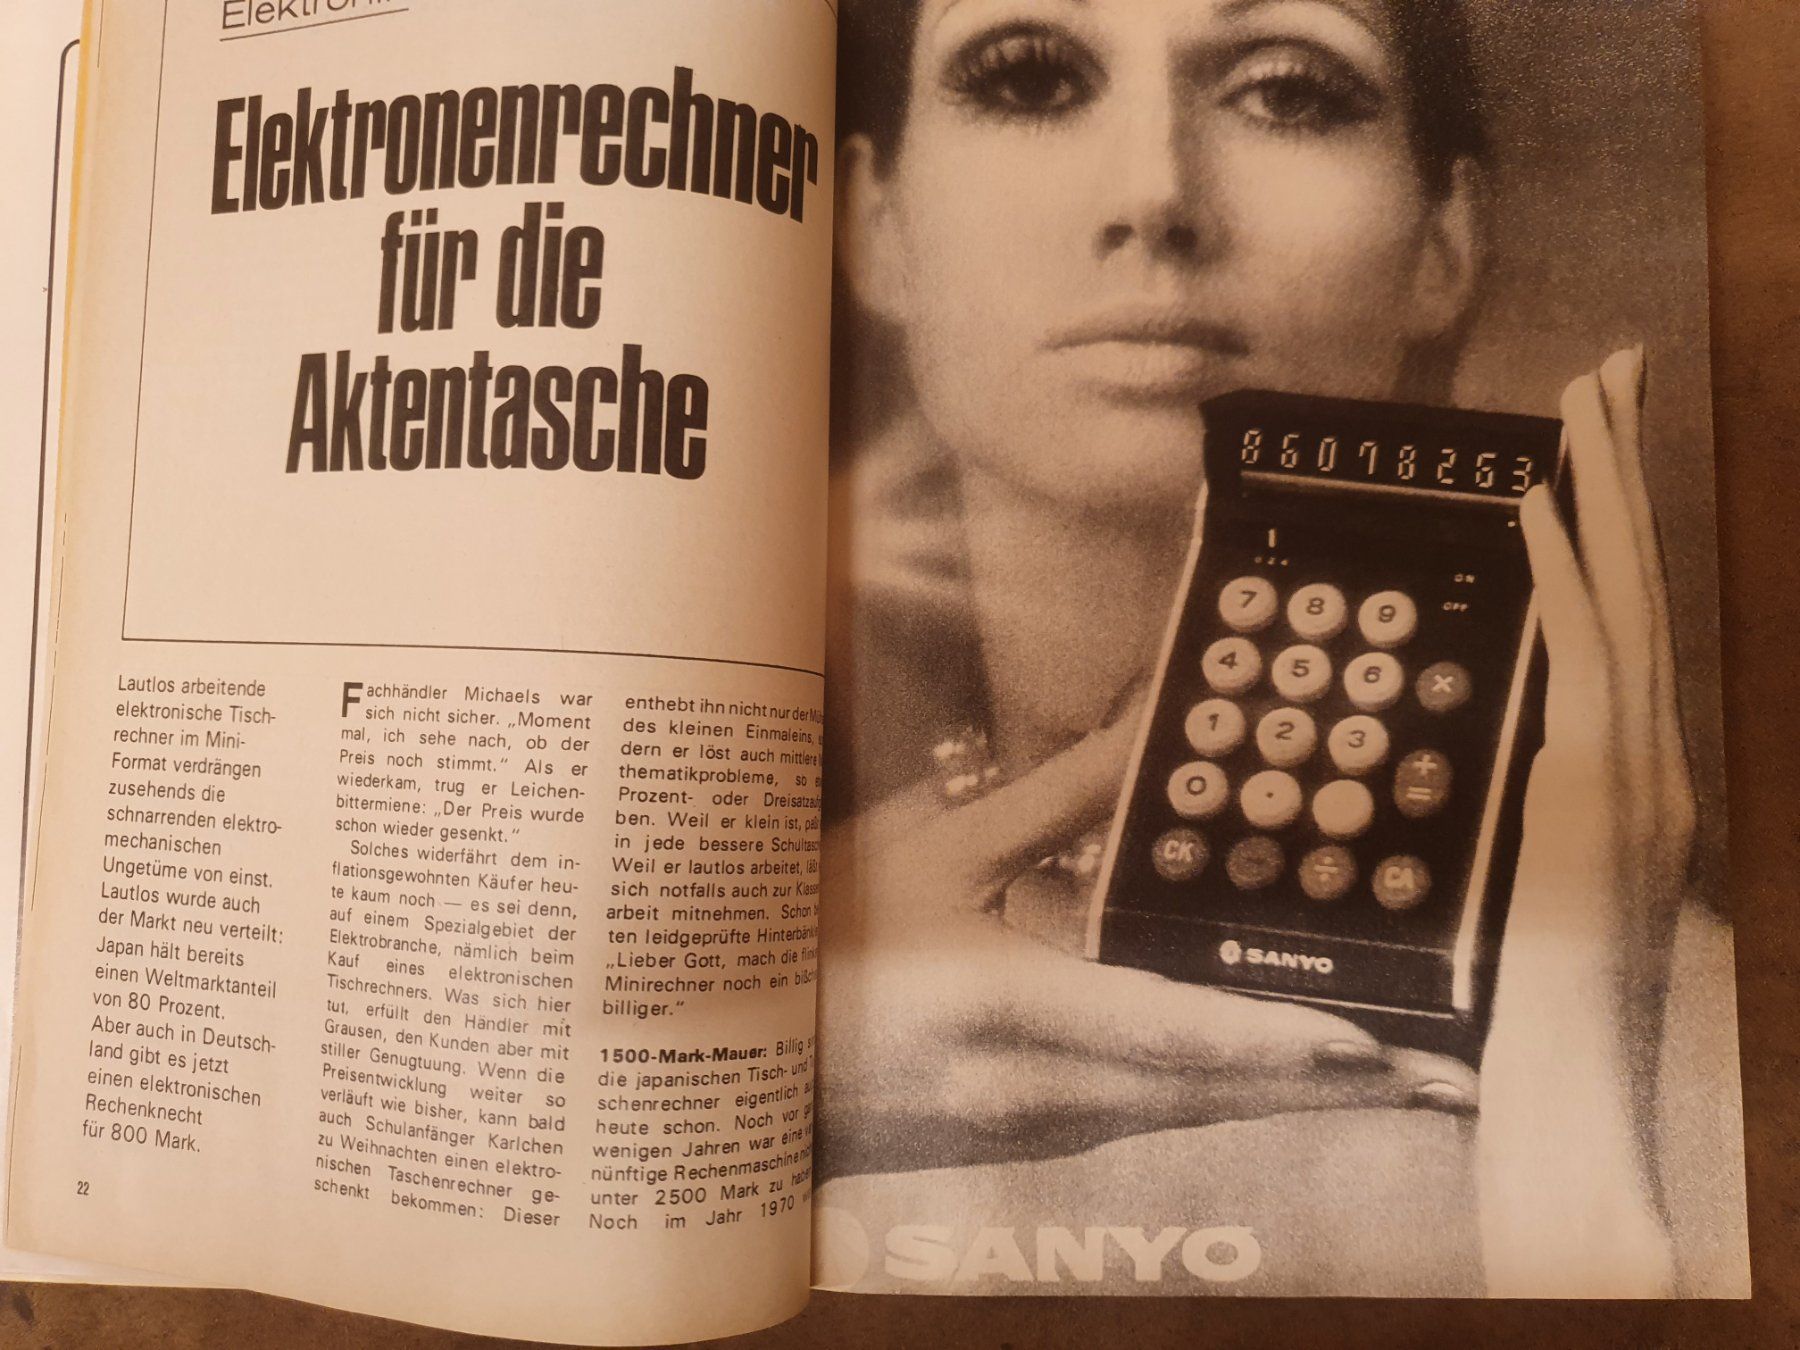 Elektronenrechner
für die
Aktentasche
Lautlos arbeitende
elektronische Tisch-
rechner im Mini-
Format verdrängen
zusehends die
schnarrenden elektro-
mechanischen
Ungetüme von einst.
Lautlos wurde auch
der Markt neu verteilt:
Japan hält bereits
einen Weltmarktanteil
von 80 Prozent.
Aber auch in Deutsch-
land gibt es jetzt
einen elektronischen
Rechenknecht
für 800 Mark.
22
Fachhändler Michaels war
sich nicht sicher. „Moment
mal, ich sehe nach, ob der
Preis noch stimmt.“ Als er
wiederkam, trug er Leichen-
bittermiene: „Der Preis wurde
schon wieder gesenkt.“
Solches widerfährt dem in-
flationsgewohnten Käufer heu-
te kaum noch — es sei denn,
auf einem Spezialgebiet der
Elektrobranche, nämlich beim
Kauf eines elektronischen
Tischrechners. Was sich hier
tut, erfüllt den Händler mit
Grausen, den Kunden aber mit
stiller Genugtuung. Wenn die
Preisentwicklung weiter so
verläuft wie bisher, kann bald
auch Schulanfänger Karlchen
zu Weihnachten einen elektro-
nischen Taschenrechner ge-
schenkt bekommen: Dieser
enthebt ihn nicht nur der
des kleinen Einmaleins,
dern er löst auch mittlere
thematikprobleme, so
Prozent- oder
ben. Weil er klein ist,
in jede bessere
Weil er lautlos arbeitet,
sich notfalls auch zur
arbeit mitnehmen. Schon
ten leidgeprüfte
„Lieber Gott, mach die
Minirechner noch ein
billiger.“
1500-Mark-Mauer: Billig
die japanischen Tisch- und
schenrechner eigentlich
heute schon. Noch vor
wenigen Jahren war eine
nünftige Rechenmaschine
unter 2500 Mark zu
Noch im Jahr 1970
86078263
1
0 2 4
ON
OFF
7 8 9
4 5 6 ×
1 2 3 +
=
0 ·
CK ÷ CA
SANYO
SANYO